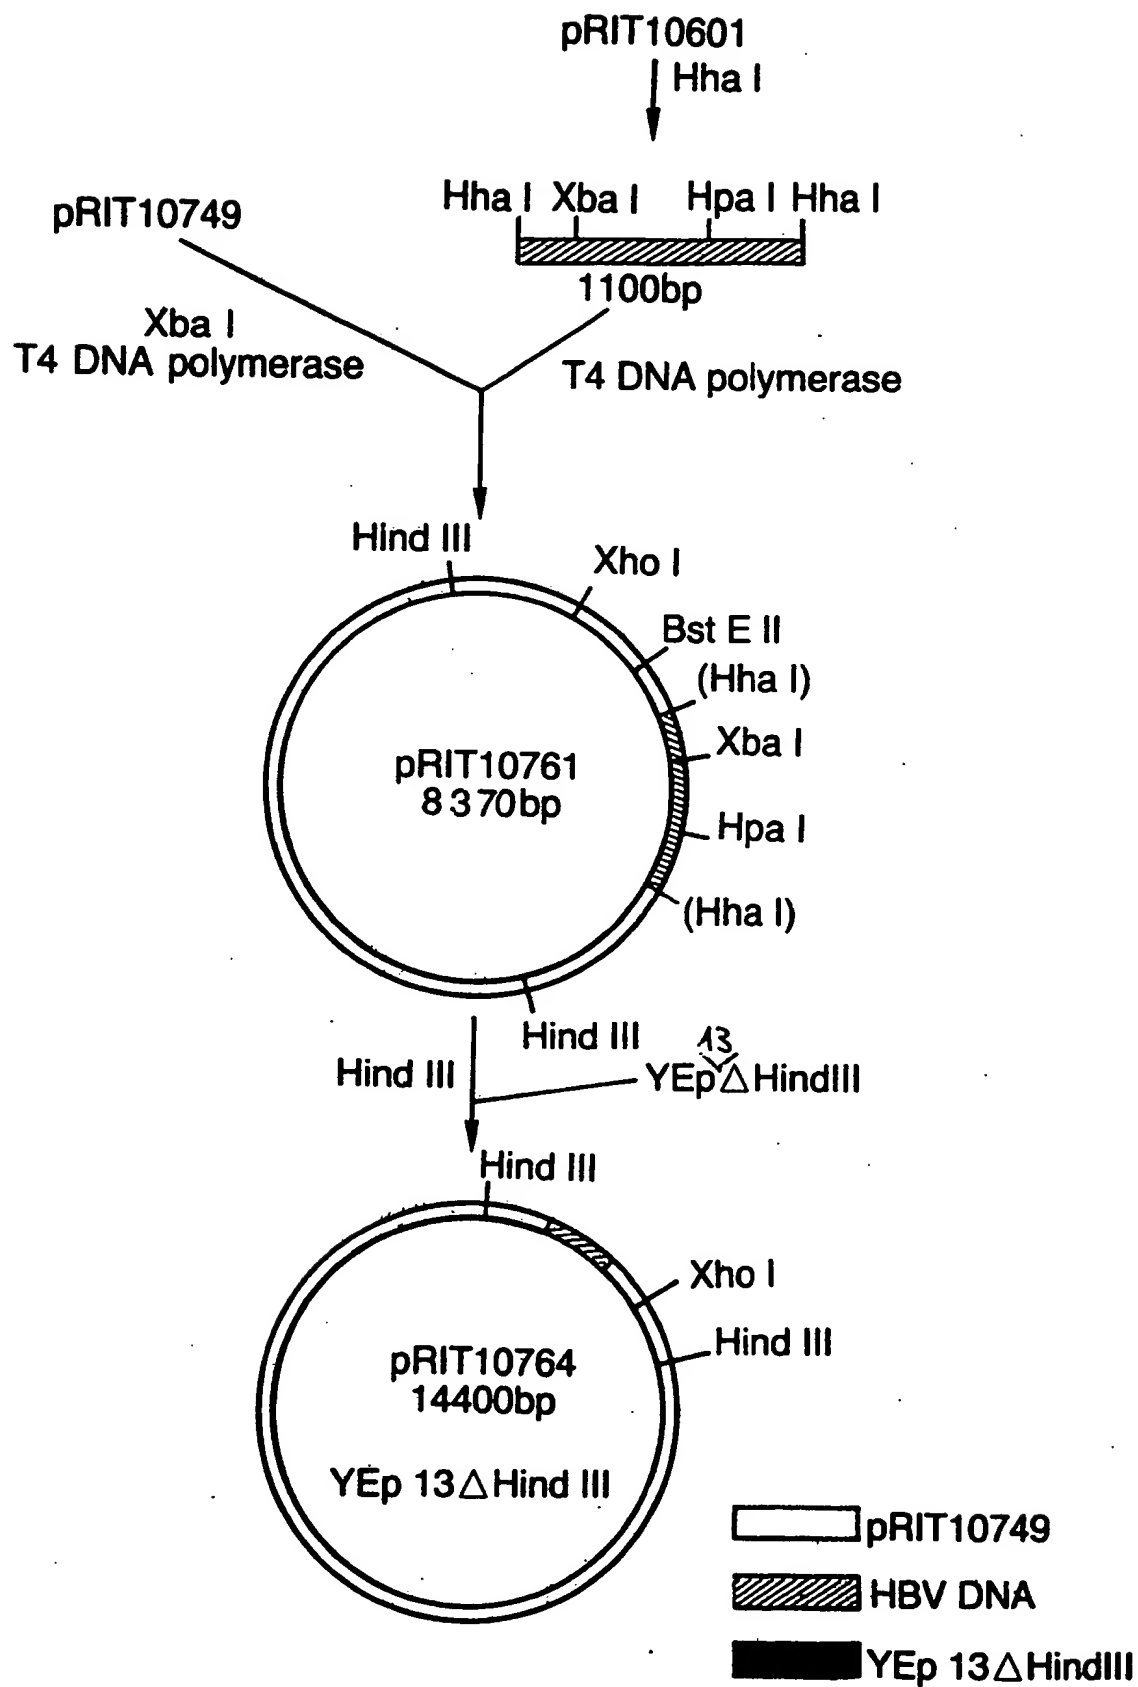 pRIT10601
Hha I
Hha I Xba I Hpa I Hha I
pRIT10749
1100bp
Xba I
T4 DNA polymerase
T4 DNA polymerase
Hind III
Xho I
Bst E II
(Hha I)
Xba I
pRIT10761
8370bp
Hpa I
(Hha I)
Hind III
13
Hind III
YEp△HindIII
Hind III
Xho I
Hind III
pRIT10764
14400bp
YEp 13△Hind III
pRIT10749
HBV DNA
YEp 13△HindIII